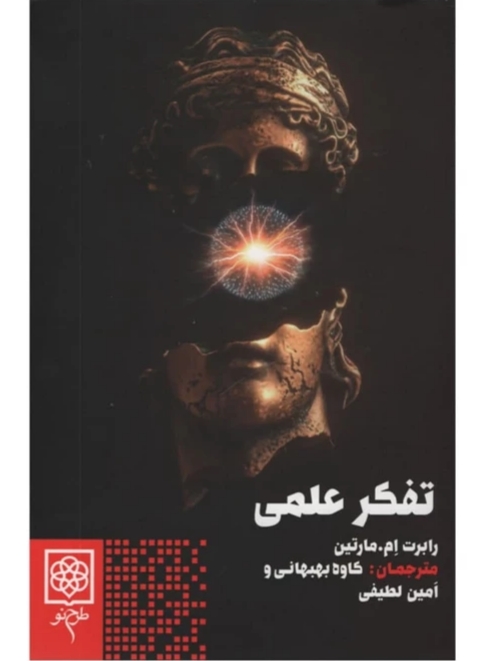 تفکر علمی
رابرت اِم.مارتین
مترجمان: کاوه بهبهانی و
اَمین لطیفی
طرح نو